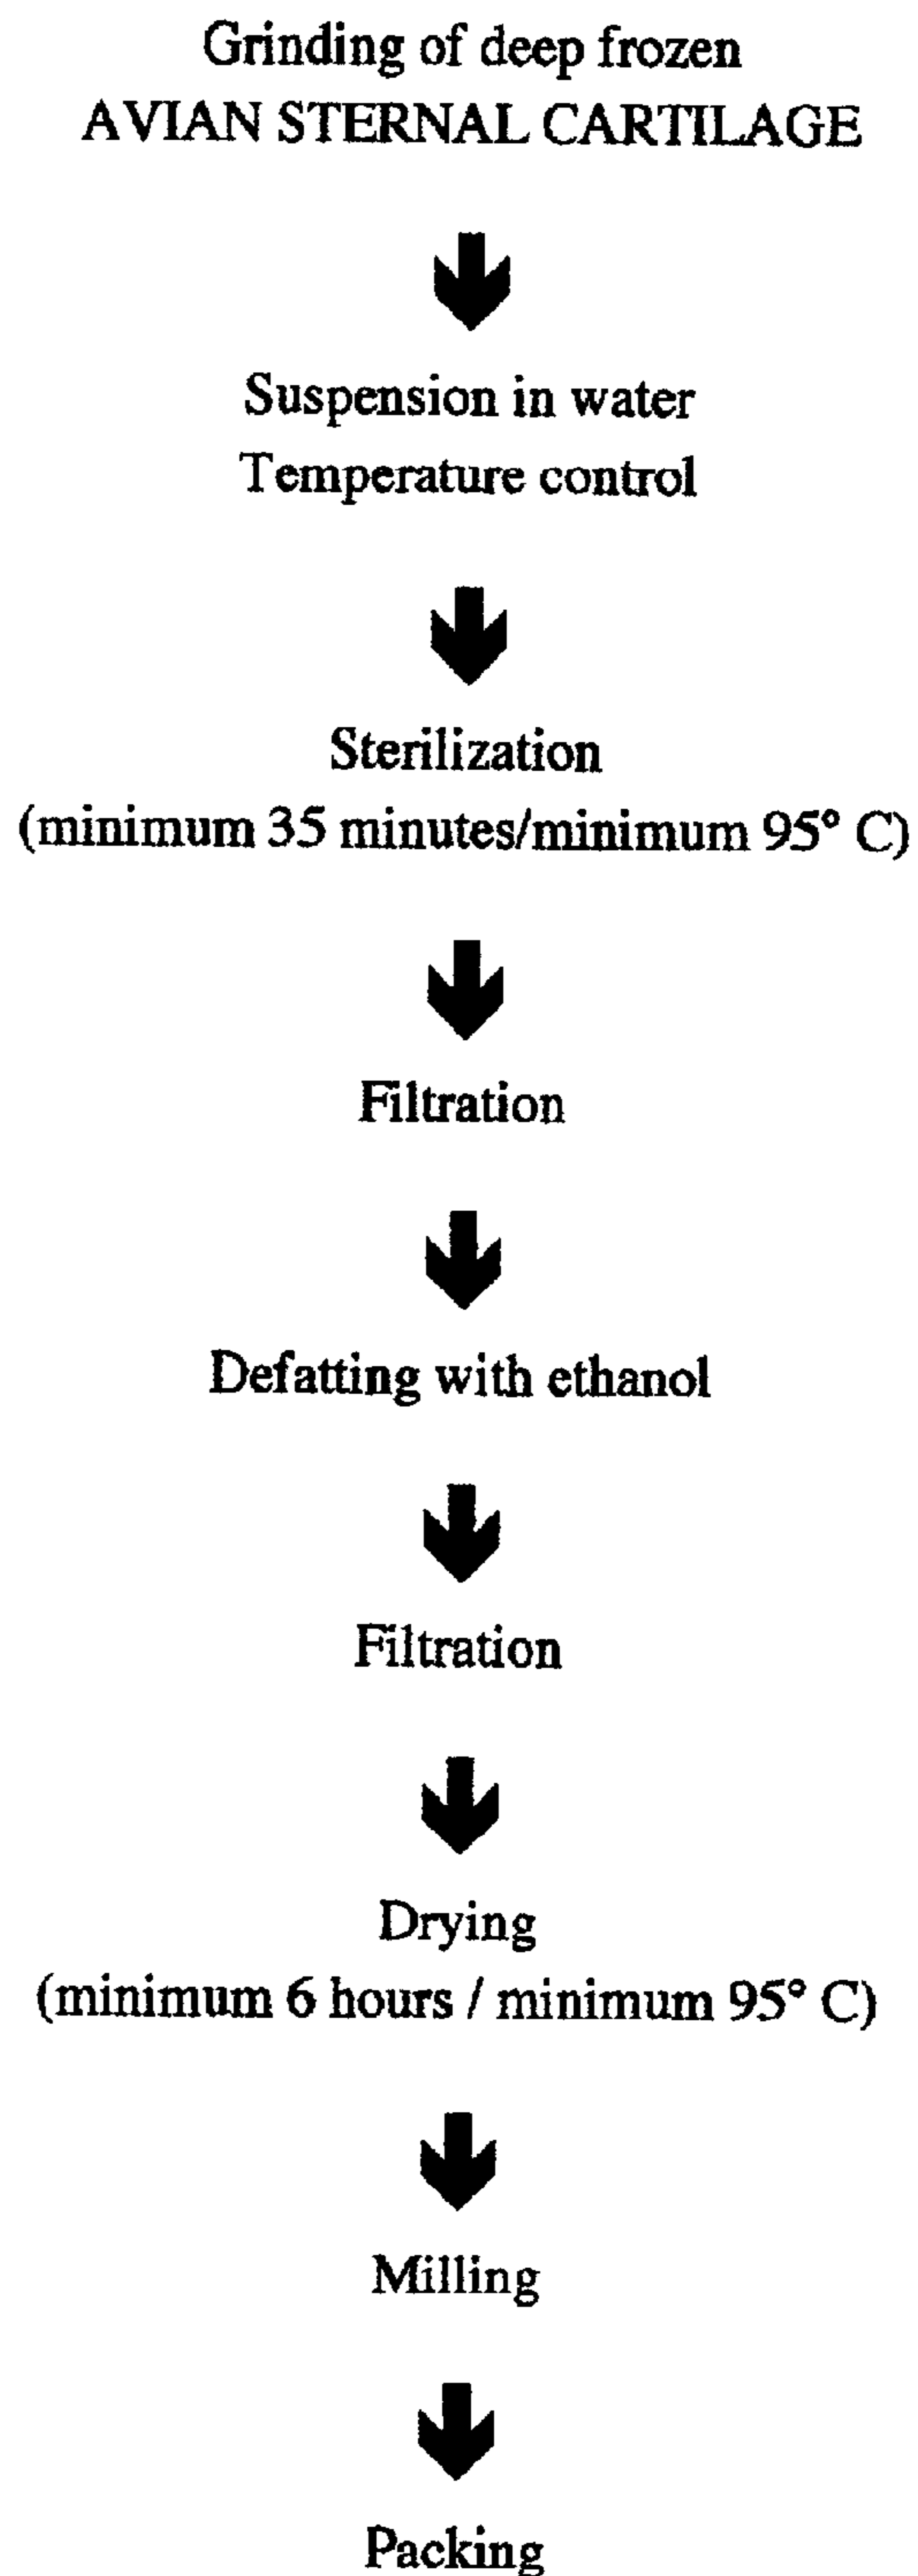 Grinding of deep frozen
AVIAN STERNAL CARTILAGE
Suspension in water
Temperature control
Sterilization
(minimum 35 minutes/minimum 95° C)
Filtration
Defatting with ethanol
Filtration
Drying
(minimum 6 hours / minimum 95° C)
Milling
Packing